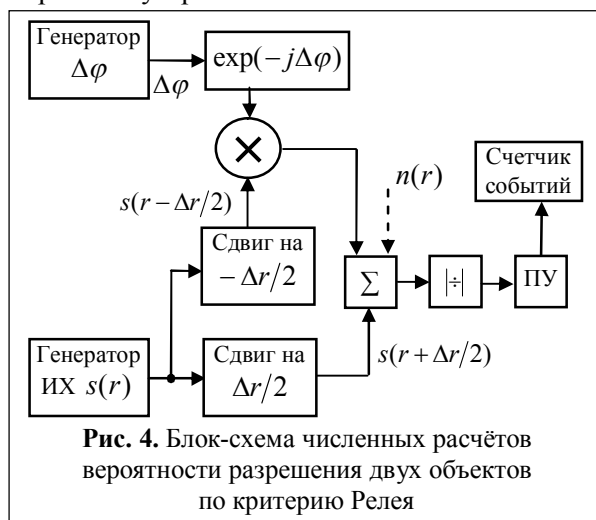 Генератор
Δφ
Δφ
exp(−jΔφ)
s(r − Δr/2)
n(r)
Счетчик
событий
Сдвиг на
− Δr/2
Σ
|÷|
ПУ
Генератор
ИХ s(r)
Сдвиг на
Δr/2
s(r + Δr/2)
Рис. 4. Блок-схема численных расчётов
вероятности разрешения двух объектов
по критерию Релея